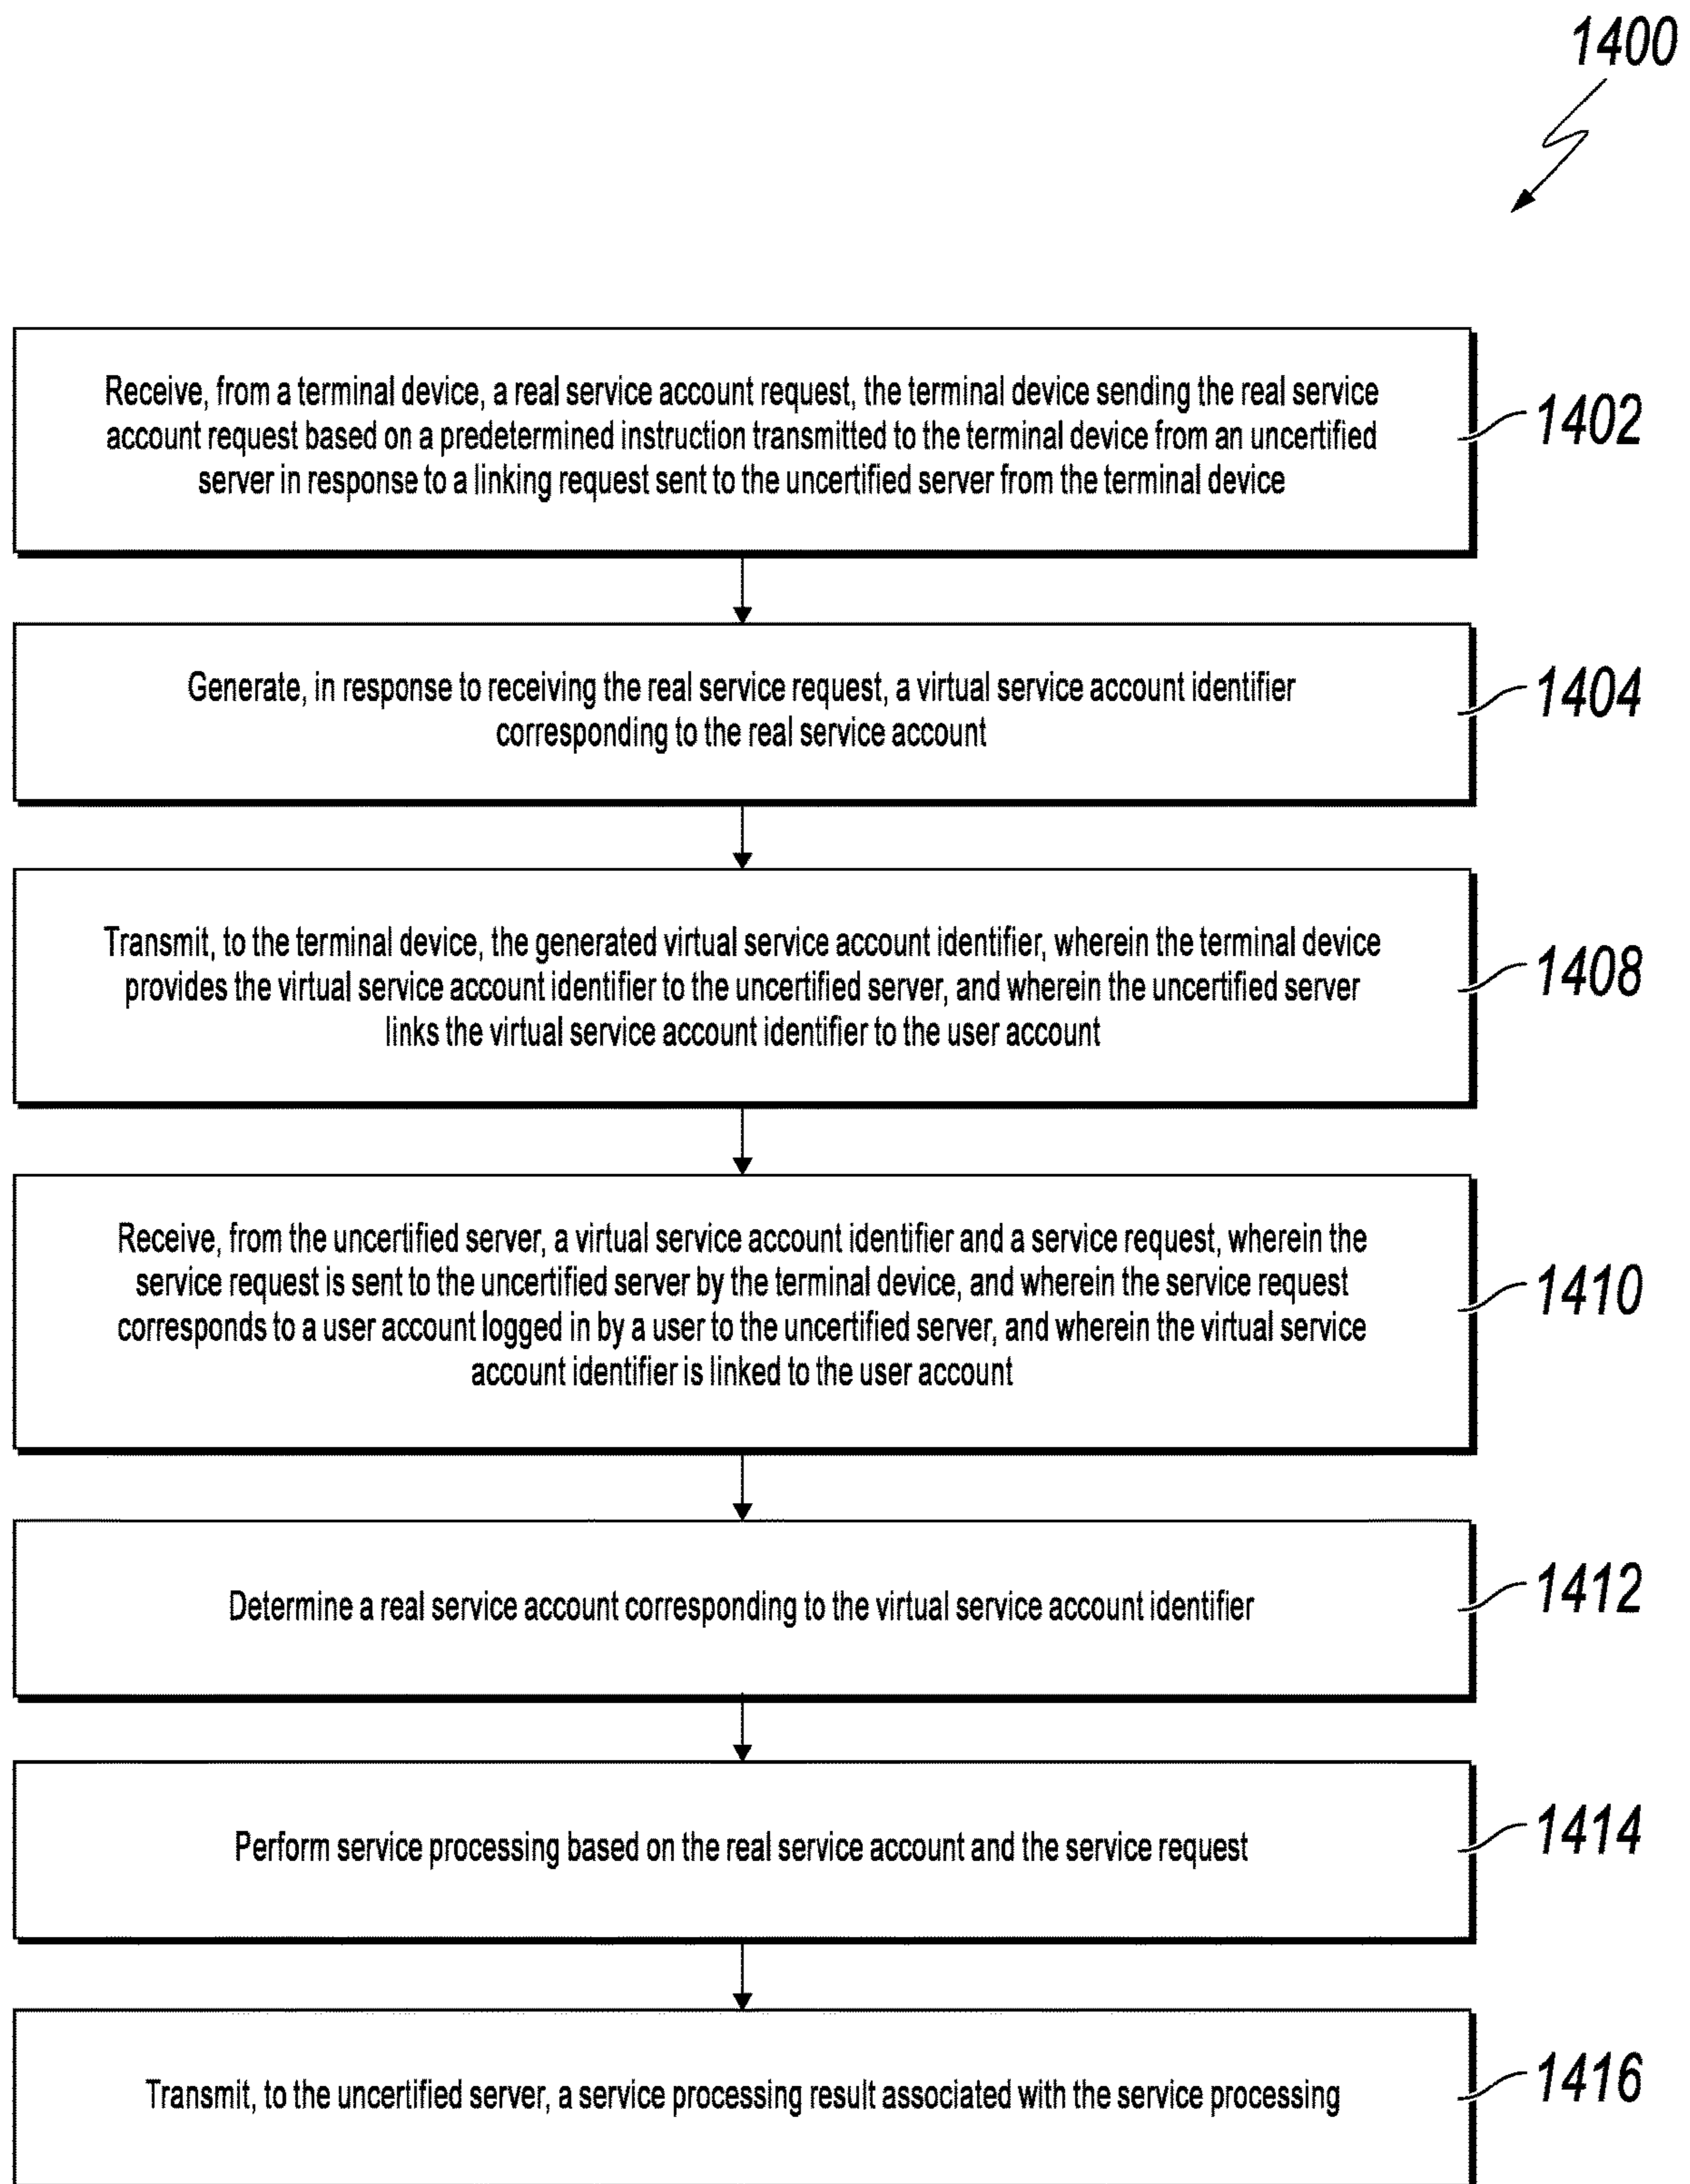 1400
Receive, from a terminal device, a real service account request, the terminal device sending the real service
account request based on a predetermined instruction transmitted to the terminal device from an uncertified
server in response to a linking request sent to the uncertified server from the terminal device
1402
Generate, in response to receiving the real service request, a virtual service account identifier
corresponding to the real service account
1404
Transmit, to the terminal device, the generated virtual service account identifier, wherein the terminal device
provides the virtual service account identifier to the uncertified server, and wherein the uncertified server
links the virtual service account identifier to the user account
1408
Receive, from the uncertified server, a virtual service account identifier and a service request, wherein the
service request is sent to the uncertified server by the terminal device, and wherein the service request
corresponds to a user account logged in by a user to the uncertified server, and wherein the virtual service
account identifier is linked to the user account
1410
Determine a real service account corresponding to the virtual service account identifier
1412
Perform service processing based on the real service account and the service request
1414
Transmit, to the uncertified server, a service processing result associated with the service processing
1416